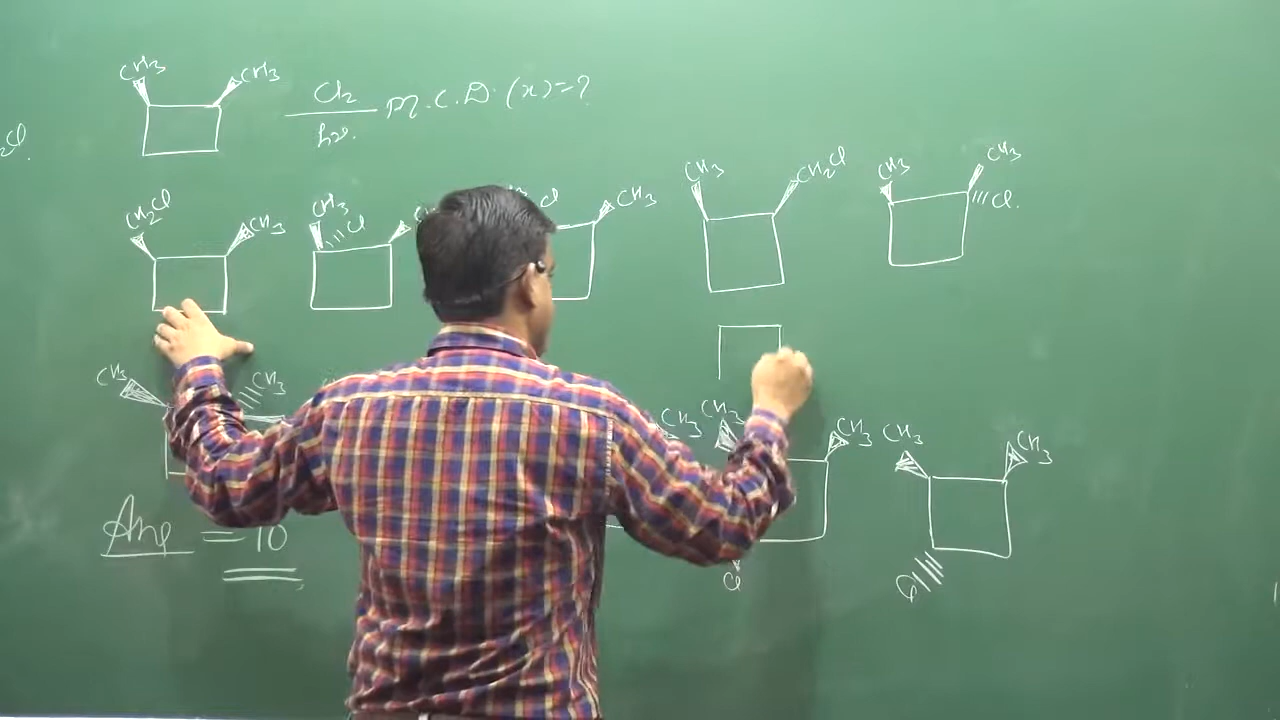 CH3 CH3
Cl2
hν.
M.C.D.(x)=?
2Cl.
CH2Cl CH3
CH3 Cl
Cl CH3
CH3 CH2Cl
CH3 CH3 Cl.
CH3 CH3
CH3 CH3 CH3
Cl
CH3 CH3
Cl
Ans = 10